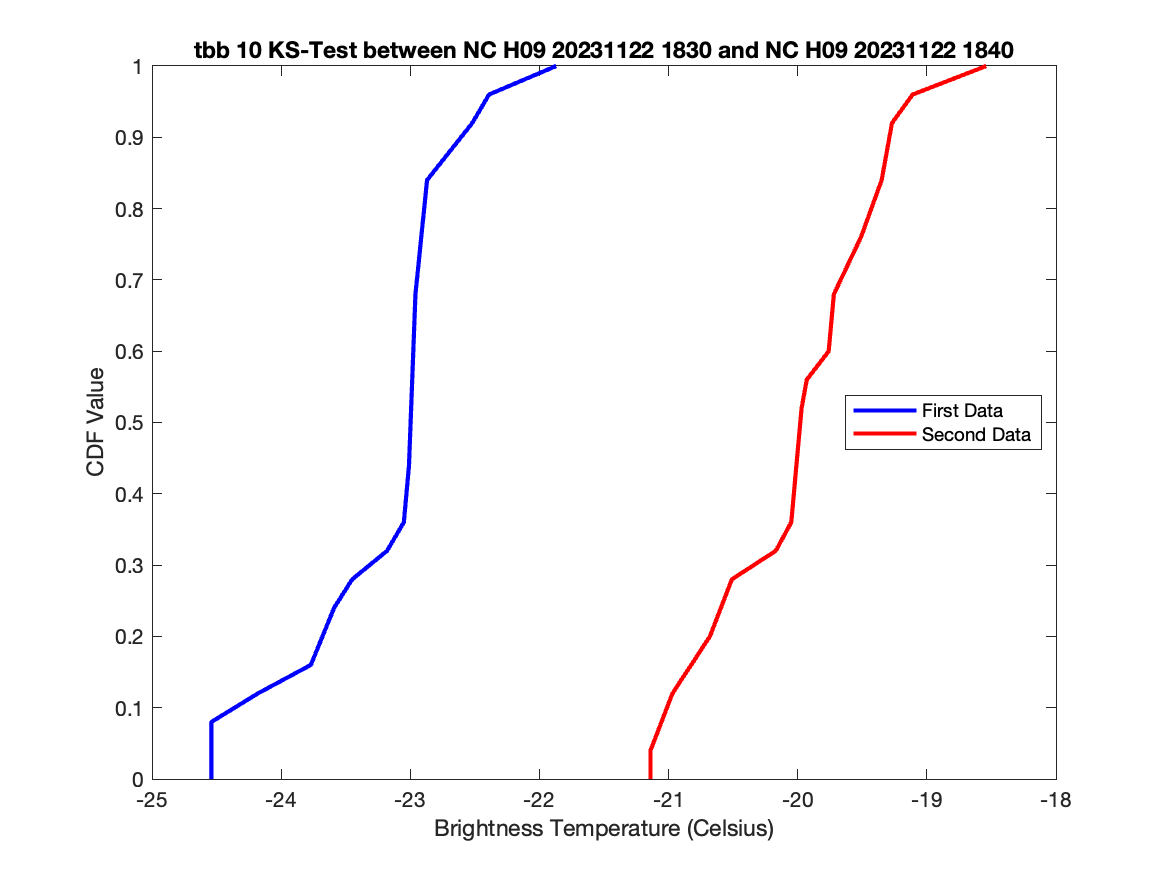 tbb 10 KS-Test between NC H09 20231122 1830 and NC H09 20231122 1840
1
0.9
0.8
0.7
0.6
0.5
0.4
0.3
0.2
0.1
0
CDF Value
First Data
Second Data
-25 -24 -23 -22 -21 -20 -19 -18
Brightness Temperature (Celsius)